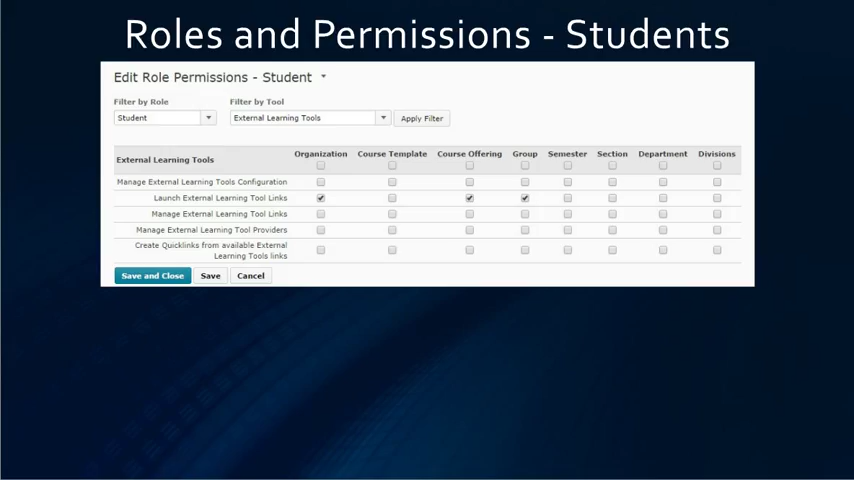 Roles and Permissions - Students
Edit Role Permissions - Student
Filter by Role
Filter by Tool
Student
External Learning Tools
Apply Filter
External Learning Tools
Organization
Course Template
Course Offering
Group
Semester
Section
Department
Divisions
Manage External Learning Tools Configuration
Launch External Learning Tool Links
Manage External Learning Tool Links
Manage External Learning Tool Providers
Create Quicklinks from available External
Learning Tools links
Save and Close
Save
Cancel